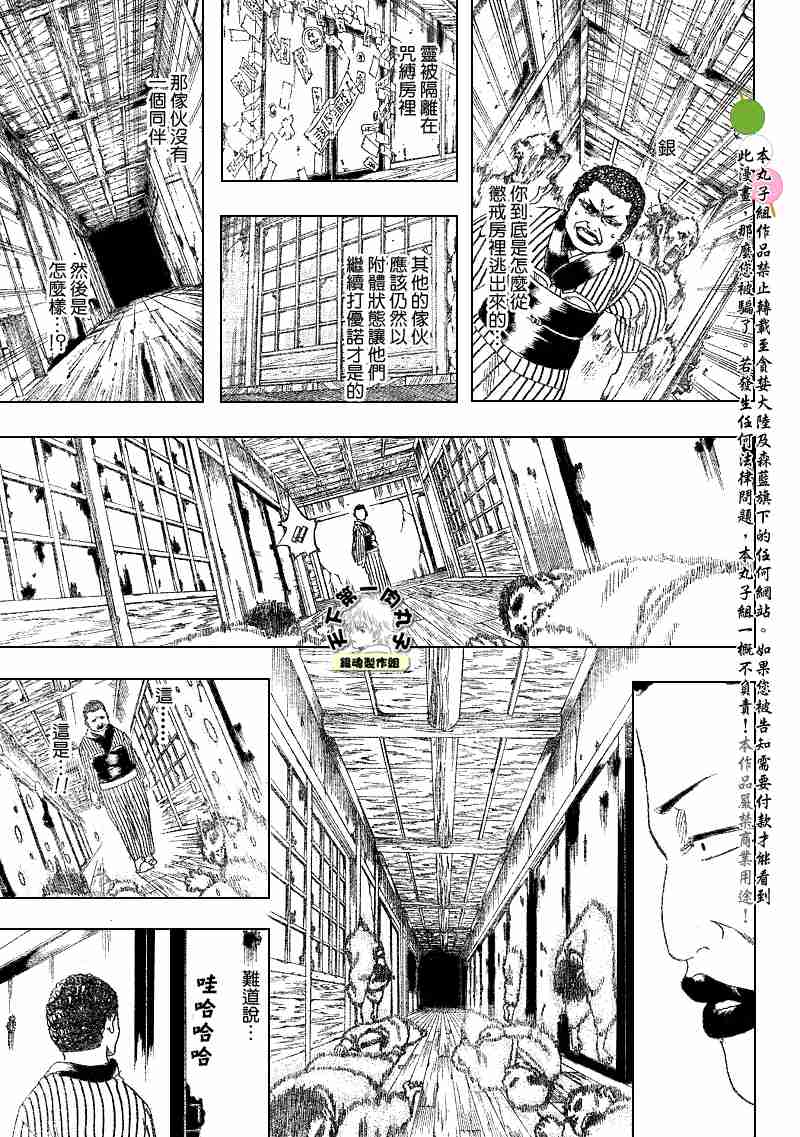 銀
你到底是怎麼從
懲戒房裡逃出來的…
靈被隔離在
咒縛房裡
其他的傢伙
應該仍然以
附體狀態讓他們
繼續打優諾才是的
那傢伙沒有
一個同伴
然後是
怎麼樣…!?
!!
天下第一肉丸子
銀魂製作組
這……
這是…!!
難道說…
哇哈哈哈
本丸子組作品禁止轉載至貪婪大陸及森藍旗下的任何網站。如果您被告知需要付款才能看到
此漫畫，那麼您被騙了。若發生任何法律問題，本丸子組一概不負責！本作品嚴禁商業用途！